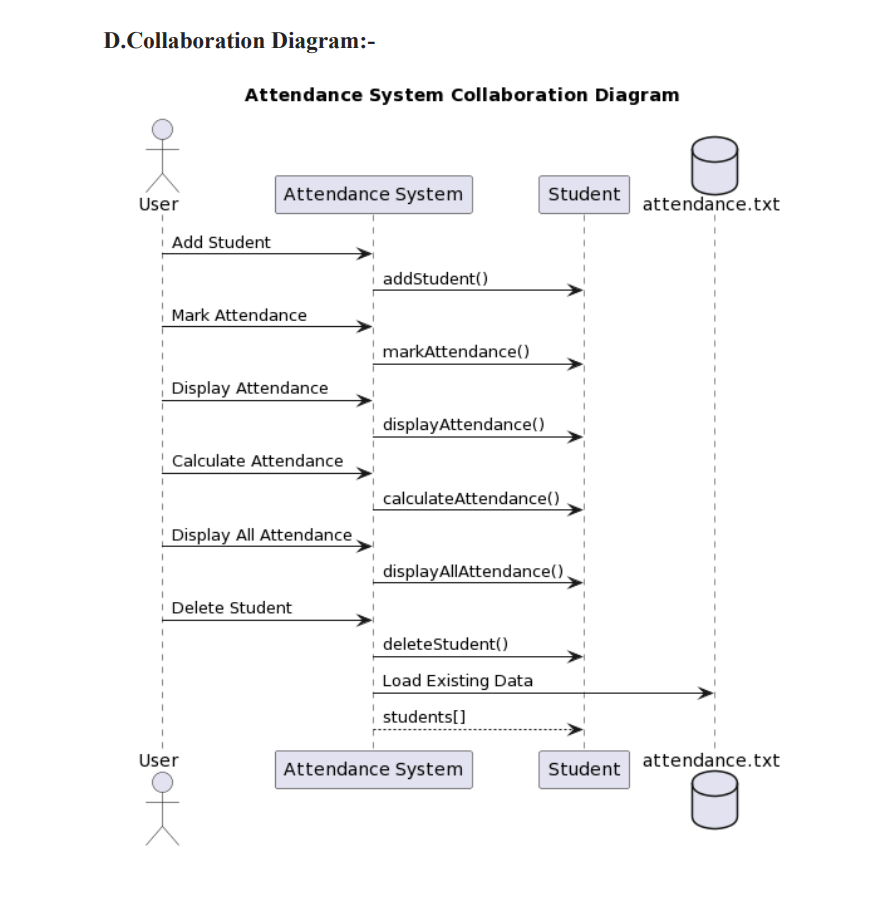 D.Collaboration Diagram:-
Attendance System Collaboration Diagram
User
Attendance System
Student
attendance.txt
Add Student
addStudent()
Mark Attendance
markAttendance()
Display Attendance
displayAttendance()
Calculate Attendance
calculateAttendance()
Display All Attendance
displayAllAttendance()
Delete Student
deleteStudent()
Load Existing Data
students[]
User
Attendance System
Student
attendance.txt